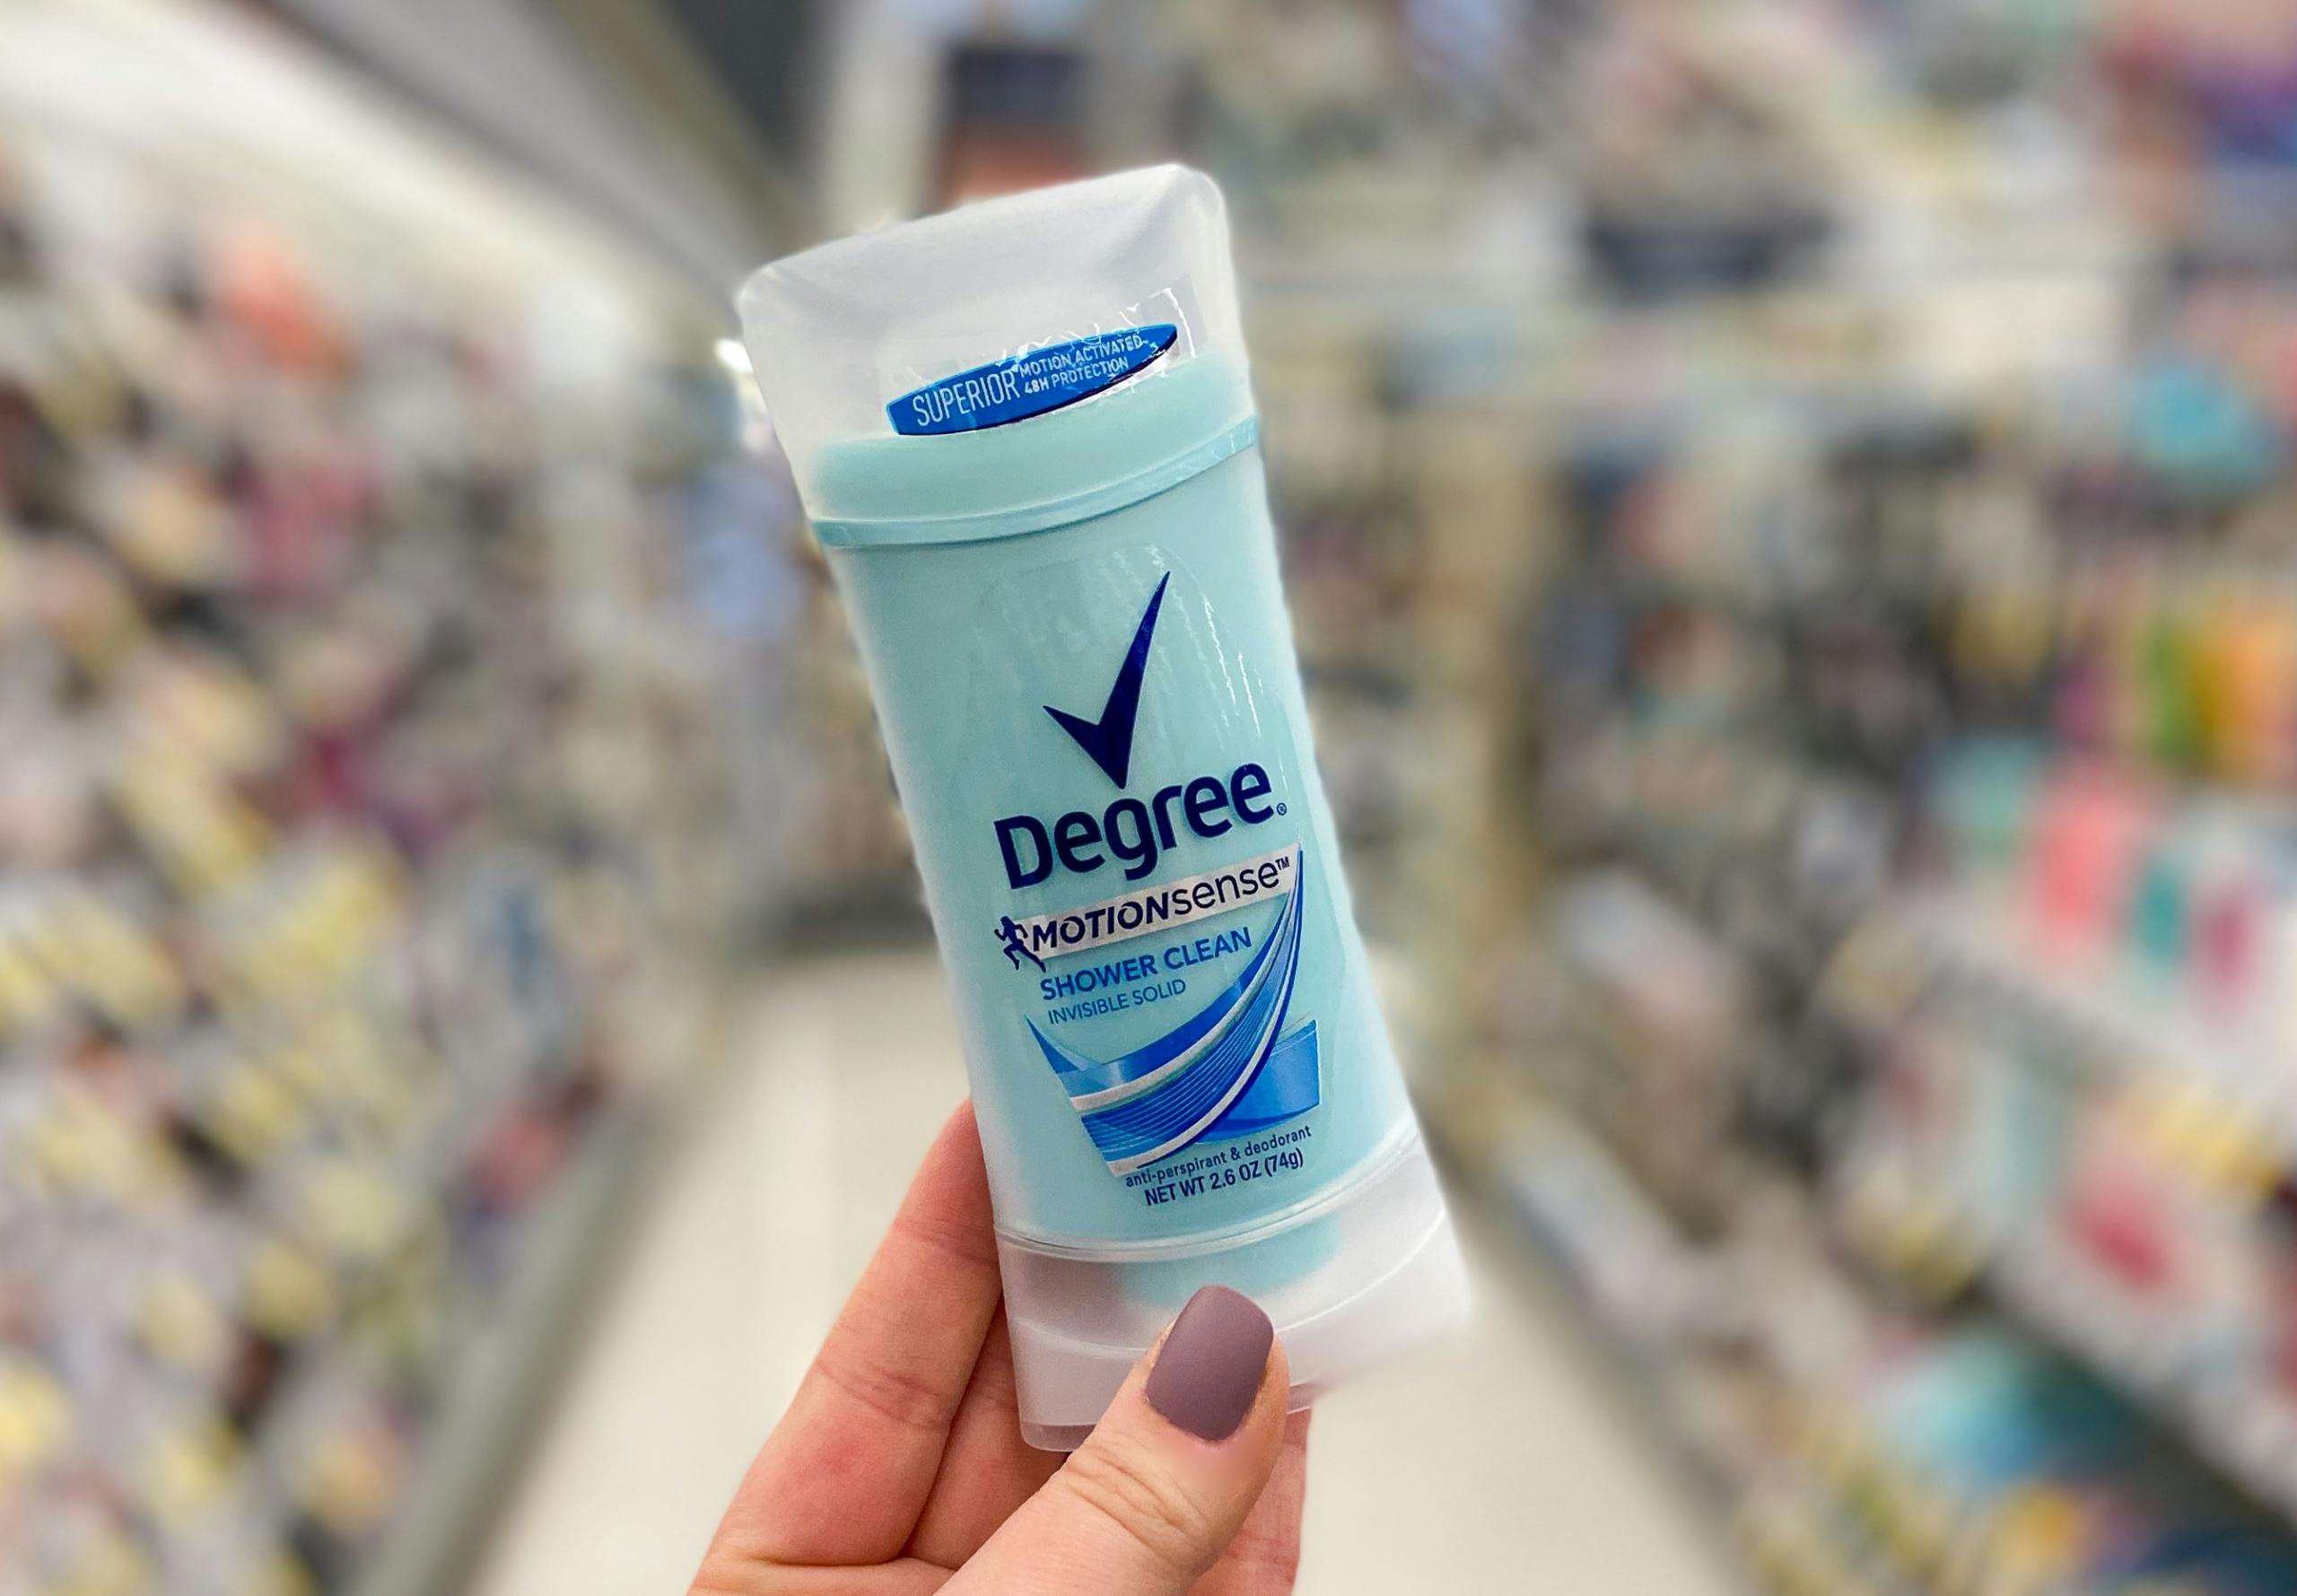 SUPERIOR MOTION ACTIVATED
48H PROTECTION
Degree®
MOTIONsense™
SHOWER CLEAN
INVISIBLE SOLID
anti-perspirant & deodorant
NET WT 2.6 OZ (74g)